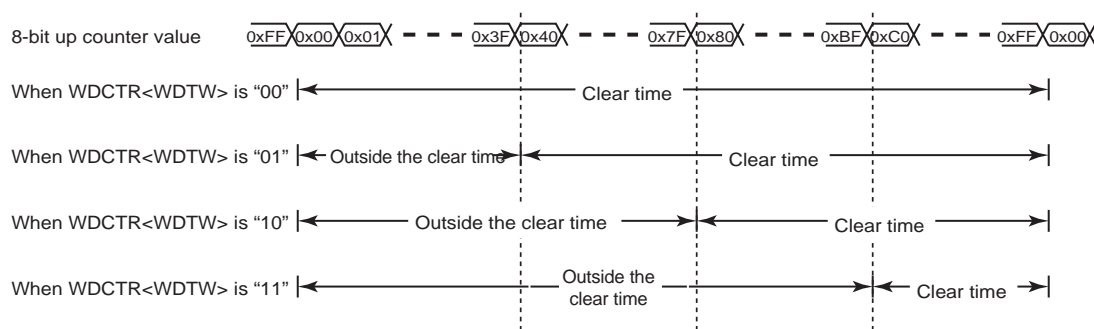 8-bit up counter value 0xFF 0x00 0x01 0x3F 0x40 0x7F 0x80 0xBF 0xC0 0xFF 0x00
When WDCTR<WDTW> is “00” Clear time
When WDCTR<WDTW> is “01” Outside the clear time Clear time
When WDCTR<WDTW> is “10” Outside the clear time Clear time
When WDCTR<WDTW> is “11” Outside the
clear time Clear time